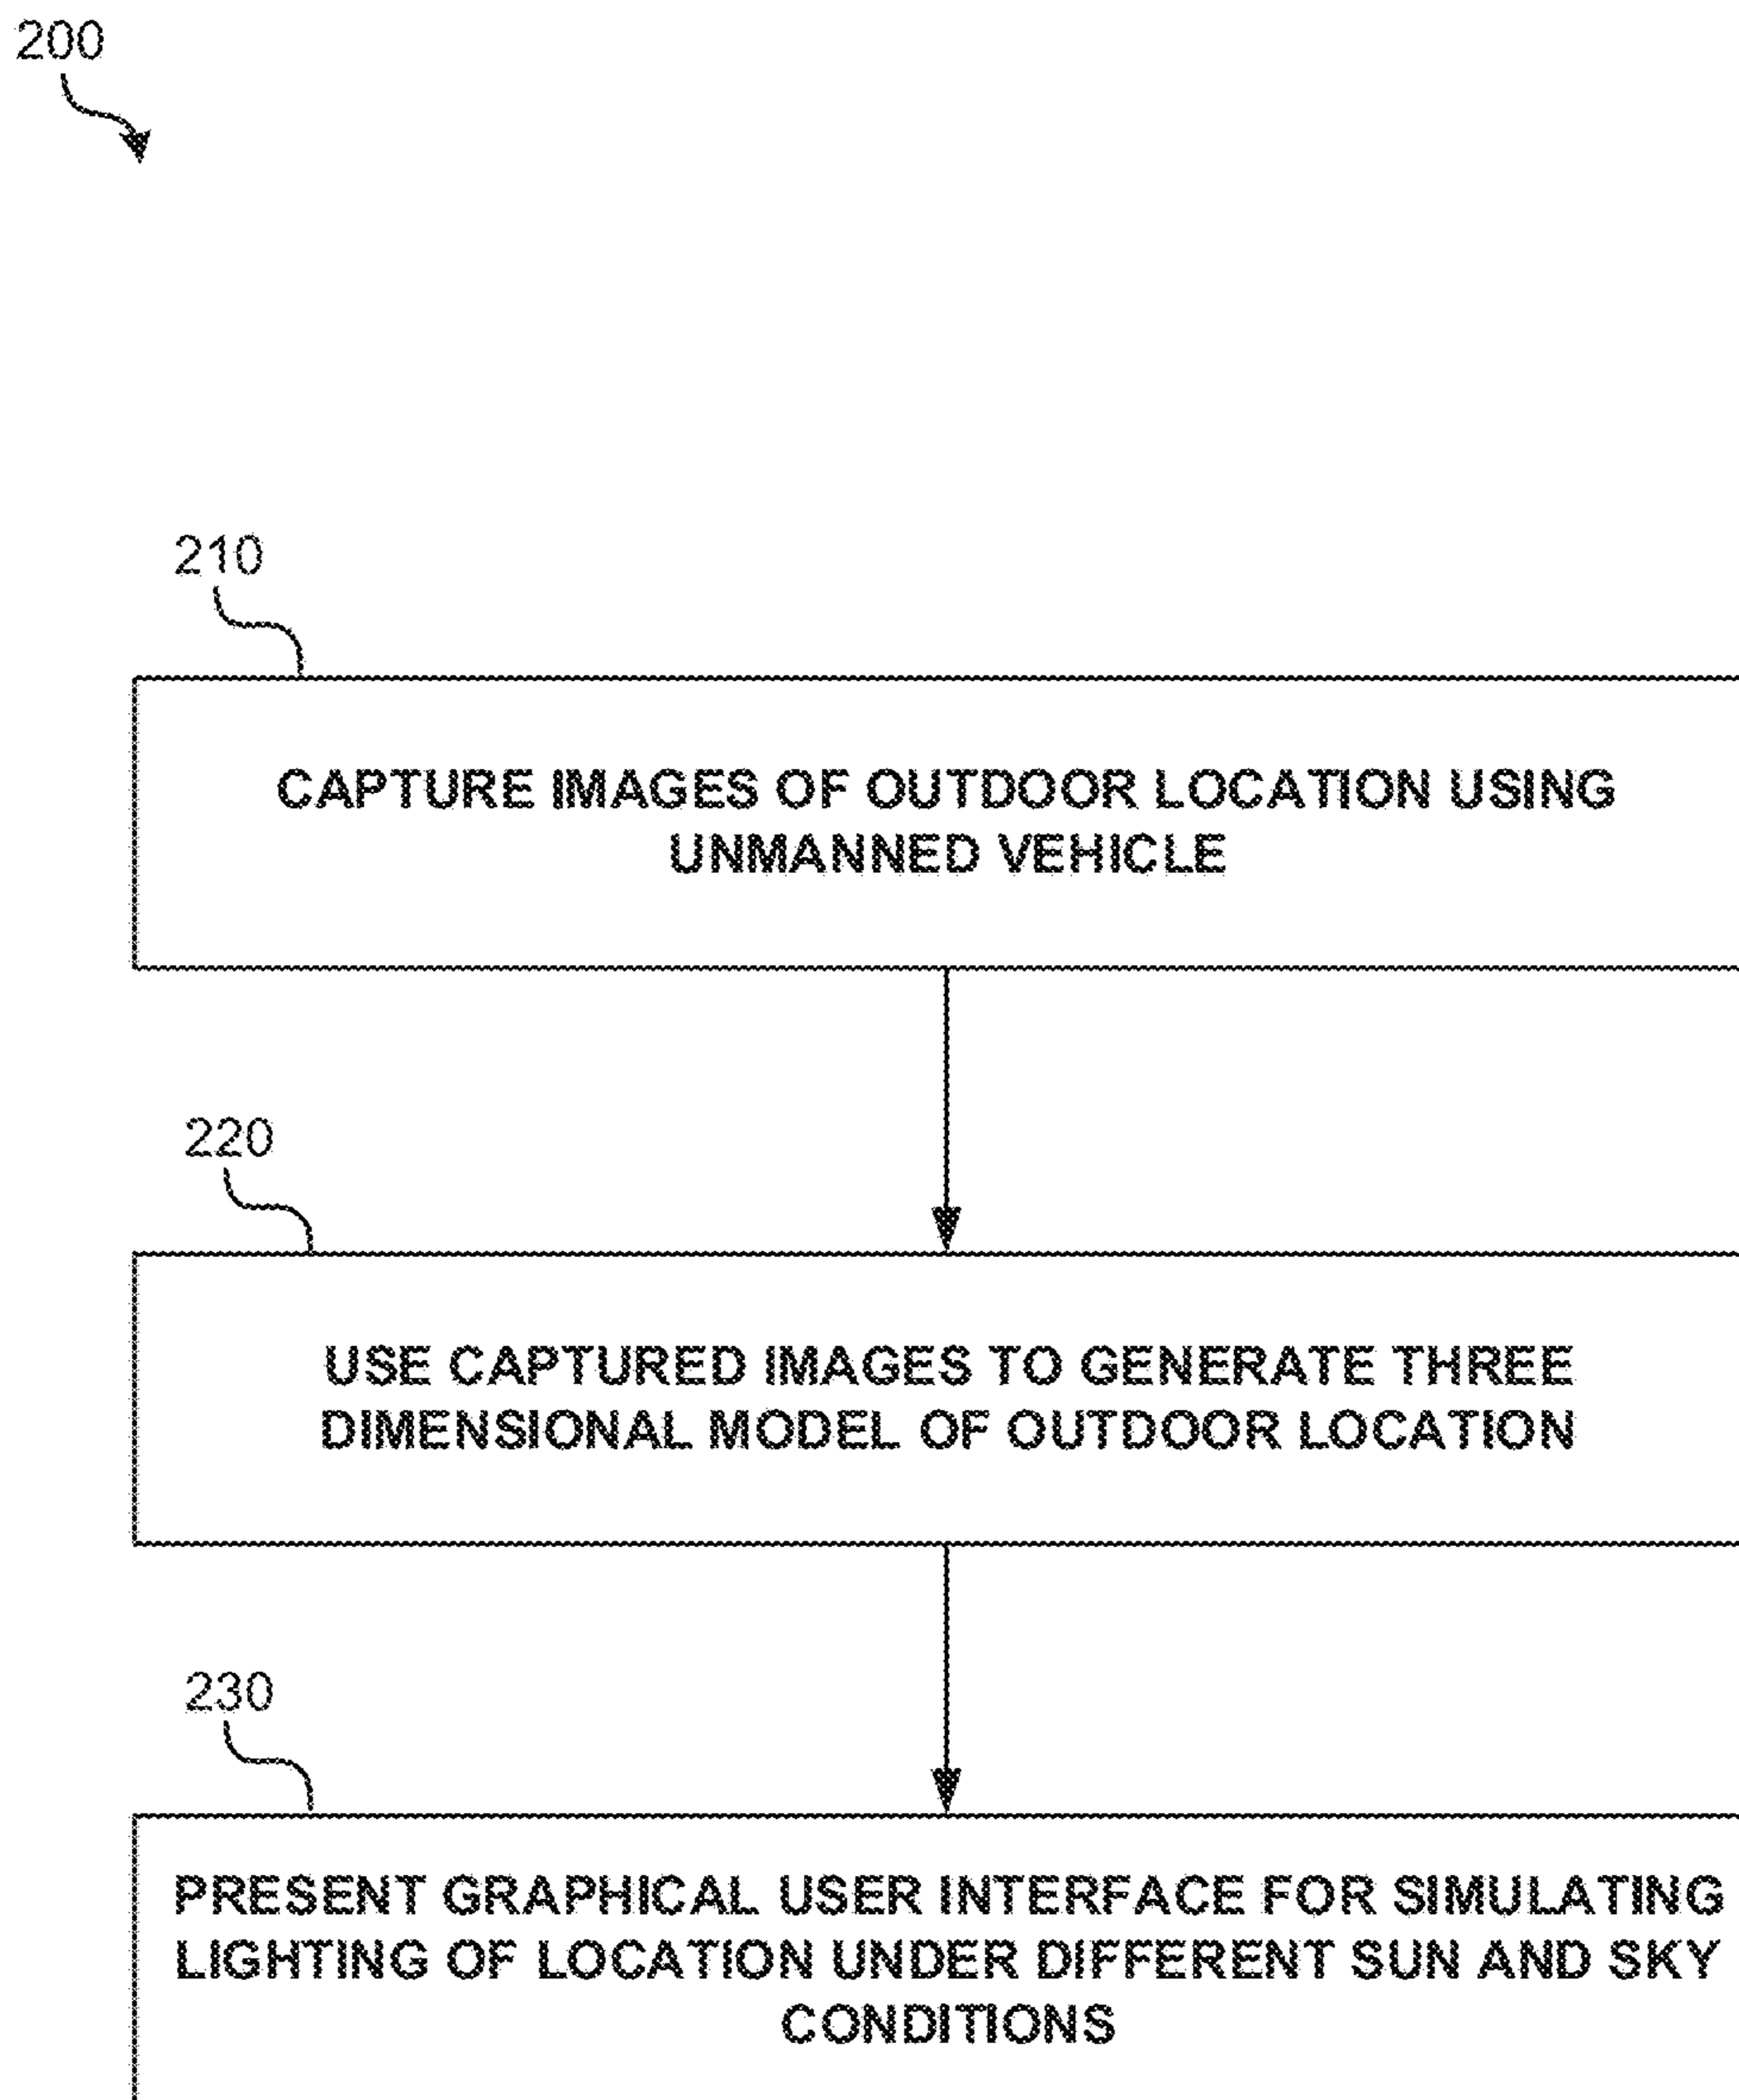 200
210
CAPTURE IMAGES OF OUTDOOR LOCATION USING
UNMANNED VEHICLE
220
USE CAPTURED IMAGES TO GENERATE THREE
DIMENSIONAL MODEL OF OUTDOOR LOCATION
230
PRESENT GRAPHICAL USER INTERFACE FOR SIMULATING
LIGHTING OF LOCATION UNDER DIFFERENT SUN AND SKY
CONDITIONS